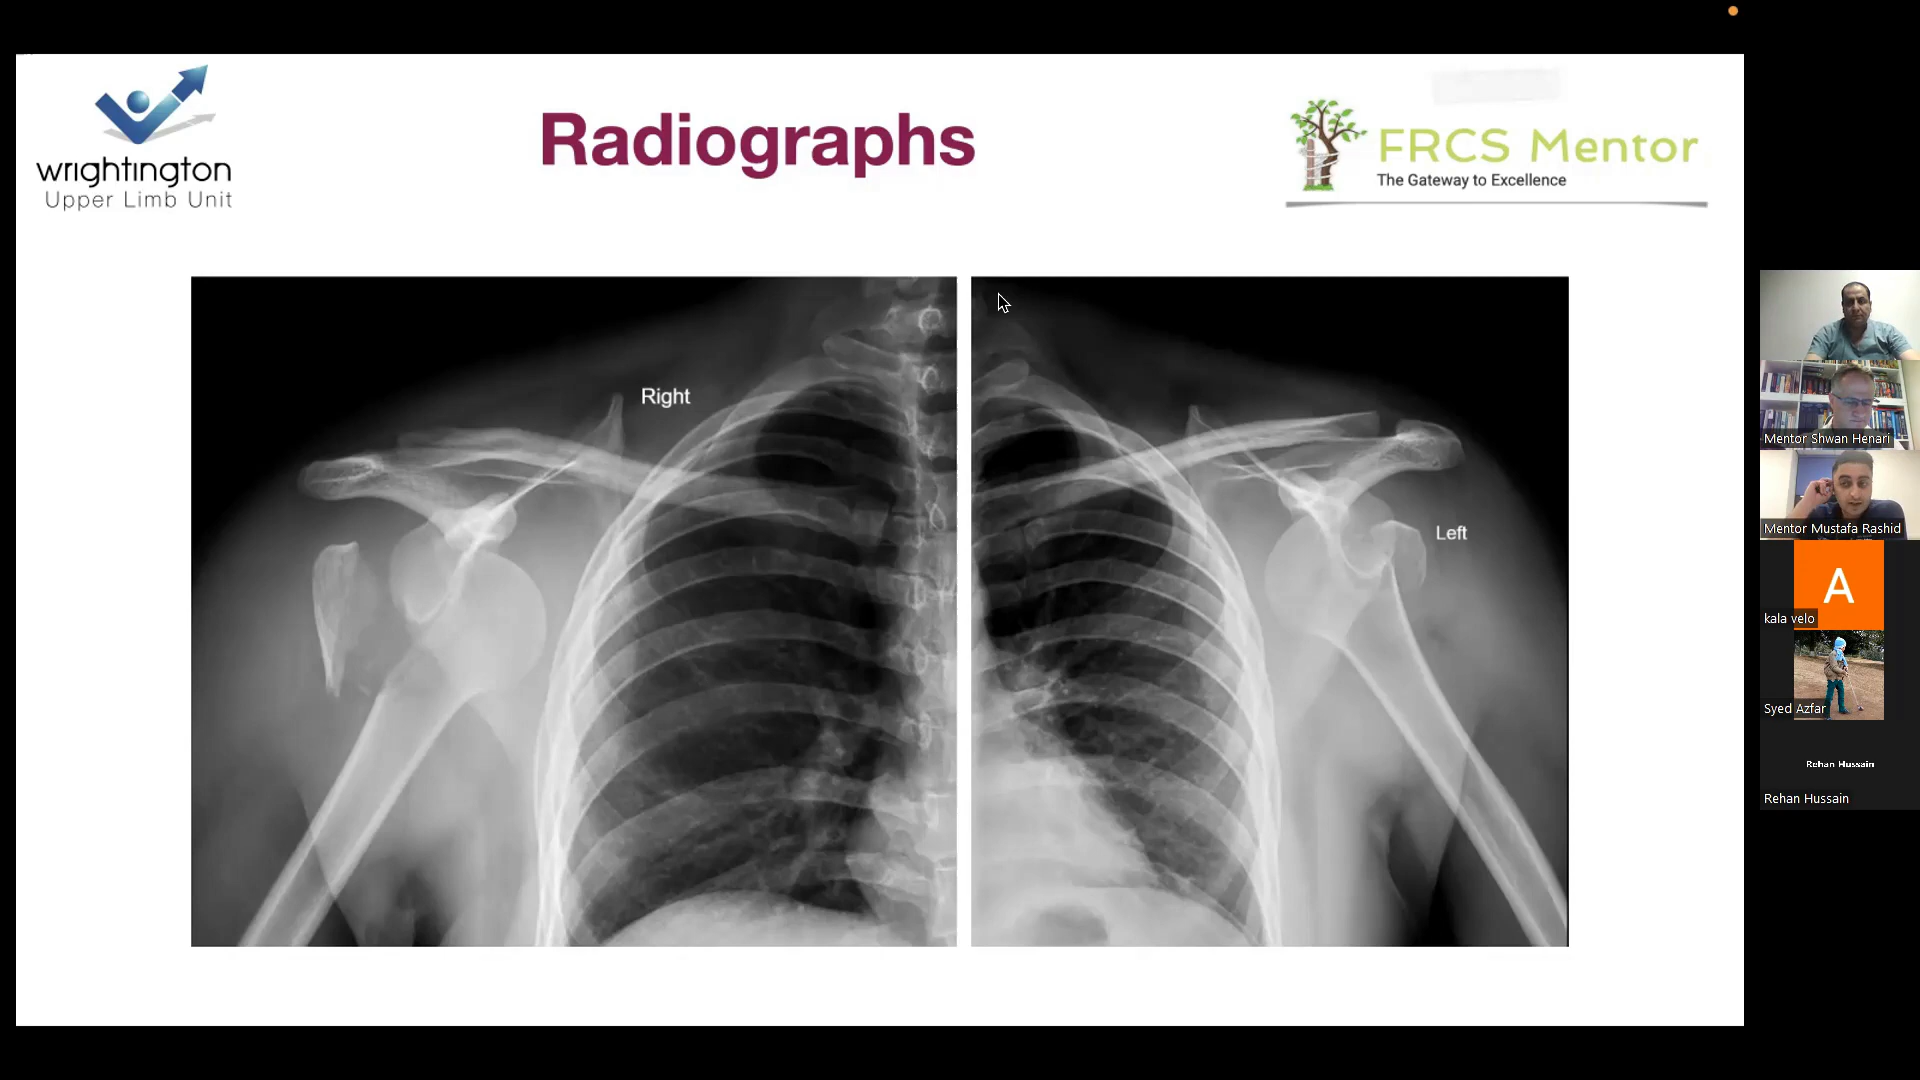 wrightington
Upper Limb Unit
Radiographs
FRCS Mentor
The Gateway to Excellence
Right
Left
Mentor Shwan Henari
Mentor Mustafa Rashid
A
kala velo
Syed Azfar
Rehan Hussain
Rehan Hussain